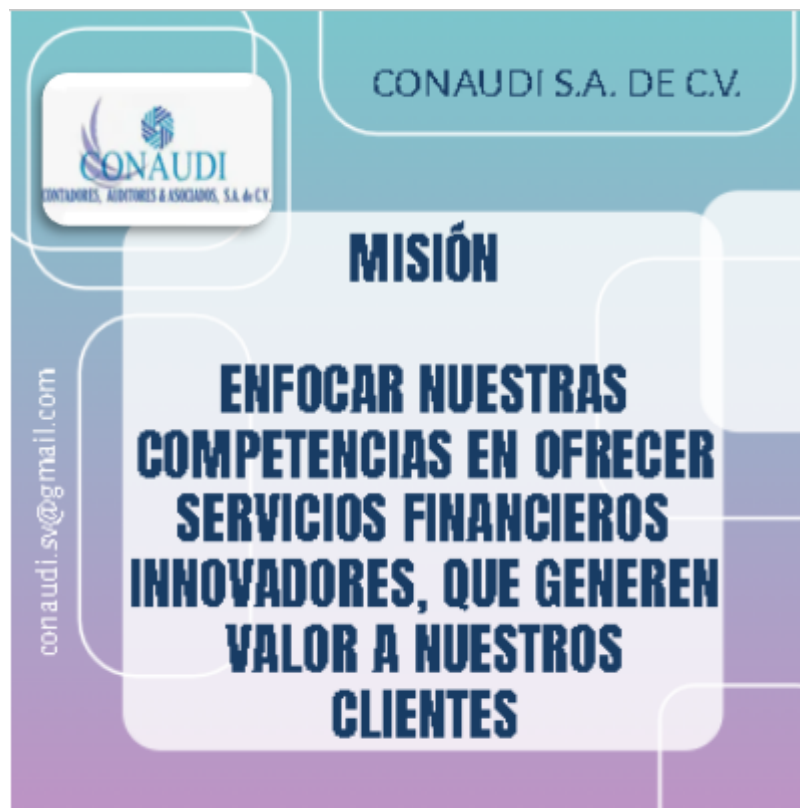 CONAUDI S.A. DE C.V.
CONAUDI
CONTADORES, AUDITORES & ASOCIADOS, S.A. de C.V.
MISIÓN
ENFOCAR NUESTRAS
COMPETENCIAS EN OFRECER
SERVICIOS FINANCIEROS
INNOVADORES, QUE GENEREN
VALOR A NUESTROS
CLIENTES
conaudi.sv@gmail.com